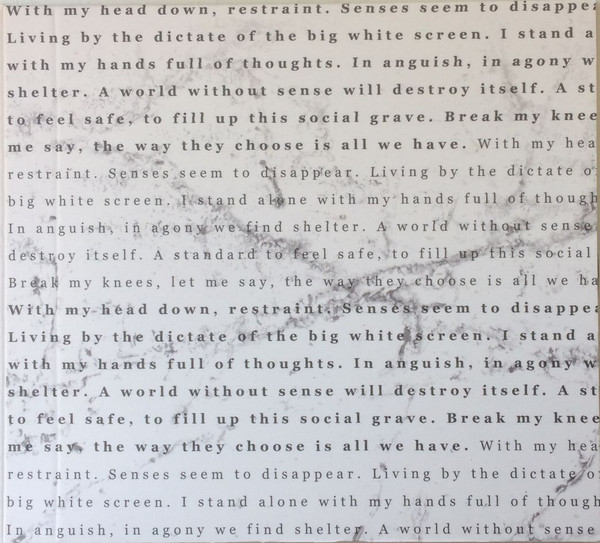 With my head down, restraint. Senses seem to disappea
Living by the dictate of the big white screen. I stand a
with my hands full of thoughts. In anguish, in agony w
shelter. A world without sense will destroy itself. A st
to feel safe, to fill up this social grave. Break my knee
me say, the way they choose is all we have. With my hea
restraint. Senses seem to disappear. Living by the dictate o
big white screen. I stand alone with my hands full of though
In anguish, in agony we find shelter. A world without sense
destroy itself. A standard to feel safe, to fill up this social
Break my knees, let me say, the way they choose is all we ha
With my head down, restraint. Senses seem to disappea
Living by the dictate of the big white screen. I stand a
with my hands full of thoughts. In anguish, in agony w
shelter. A world without sense will destroy itself. A st
to feel safe, to fill up this social grave. Break my knee
me say, the way they choose is all we have. With my hea
restraint. Senses seem to disappear. Living by the dictate o
big white screen. I stand alone with my hands full of though
In anguish, in agony we find shelter. A world without sense